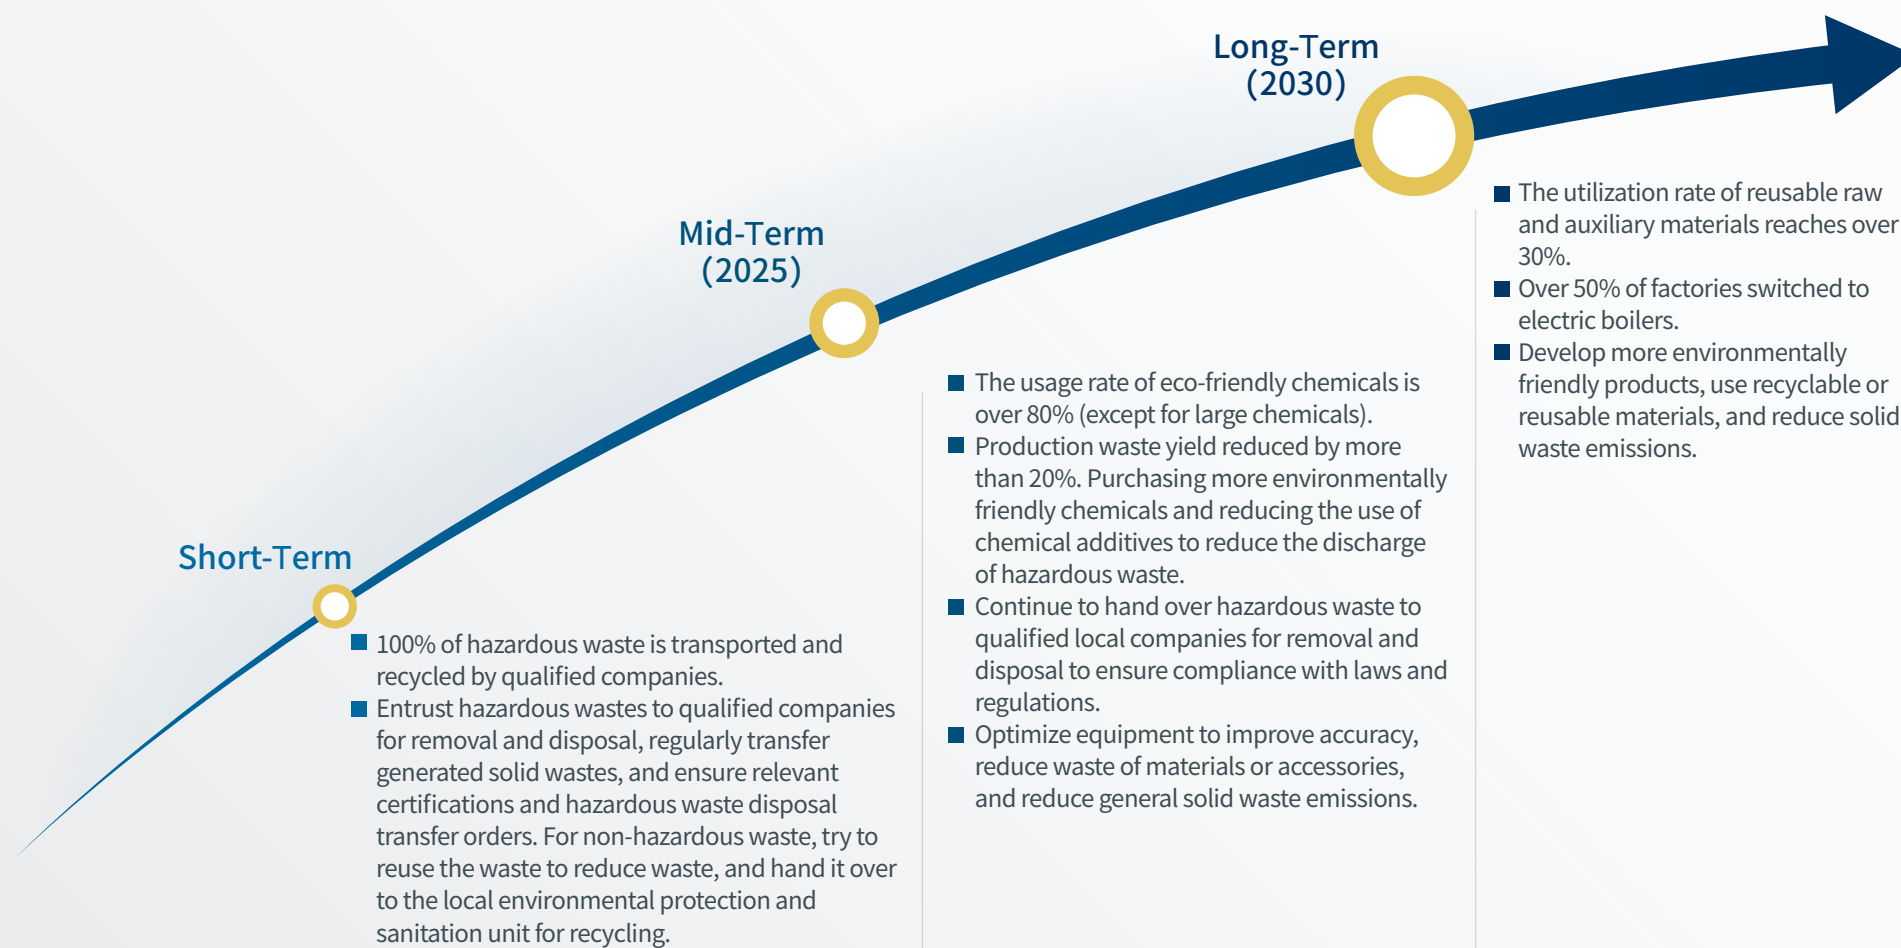 Short-Term
100% of hazardous waste is transported and
recycled by qualified companies.
Entrust hazardous wastes to qualified companies
for removal and disposal, regularly transfer
generated solid wastes, and ensure relevant
certifications and hazardous waste disposal
transfer orders. For non-hazardous waste, try to
reuse the waste to reduce waste, and hand it over
to the local environmental protection and
sanitation unit for recycling.
Mid-Term
(2025)
The usage rate of eco-friendly chemicals is
over 80% (except for large chemicals).
Production waste yield reduced by more
than 20%. Purchasing more environmentally
friendly chemicals and reducing the use of
chemical additives to reduce the discharge
of hazardous waste.
Continue to hand over hazardous waste to
qualified local companies for removal and
disposal to ensure compliance with laws and
regulations.
Optimize equipment to improve accuracy,
reduce waste of materials or accessories,
and reduce general solid waste emissions.
Long-Term
(2030)
The utilization rate of reusable raw
and auxiliary materials reaches over
30%.
Over 50% of factories switched to
electric boilers.
Develop more environmentally
friendly products, use recyclable or
reusable materials, and reduce solid
waste emissions.